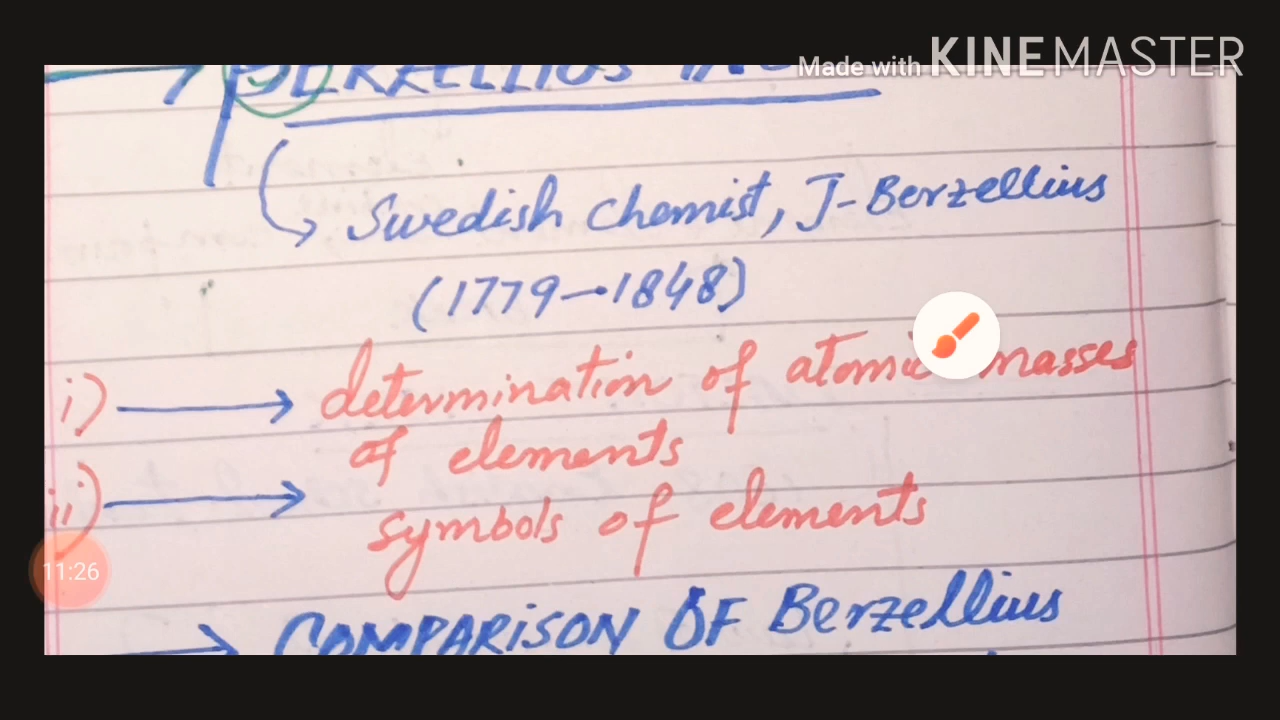 Made with KINEMASTER
BERZELLIUS
Swedish Chemist, J-Berzellius
(1779-1848)
i) → determination of atomic masses
of elements
ii) → symbols of elements
11:26
→ COMPARISON OF Berzellius